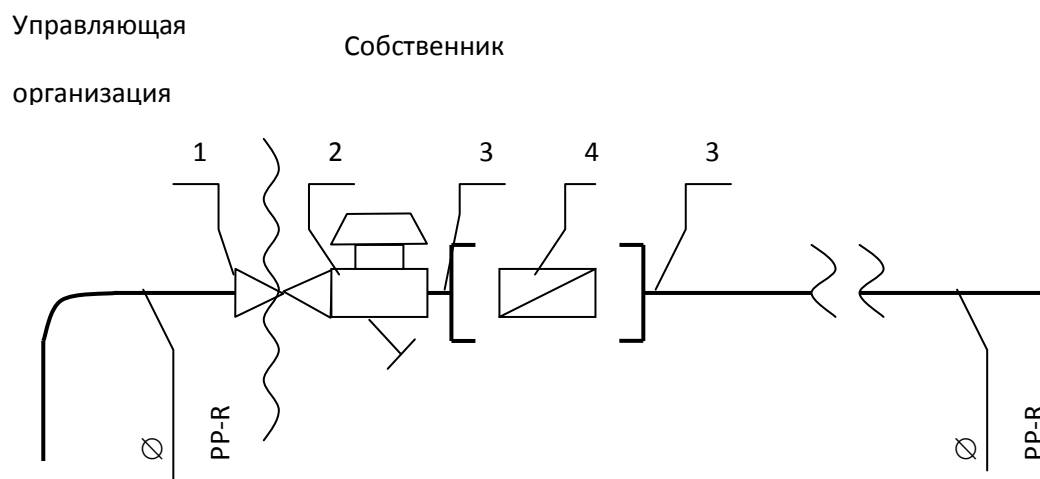 Управляющая
организация
Собственник
1 2 3 4 3
Ø PP-R
Ø PP-R